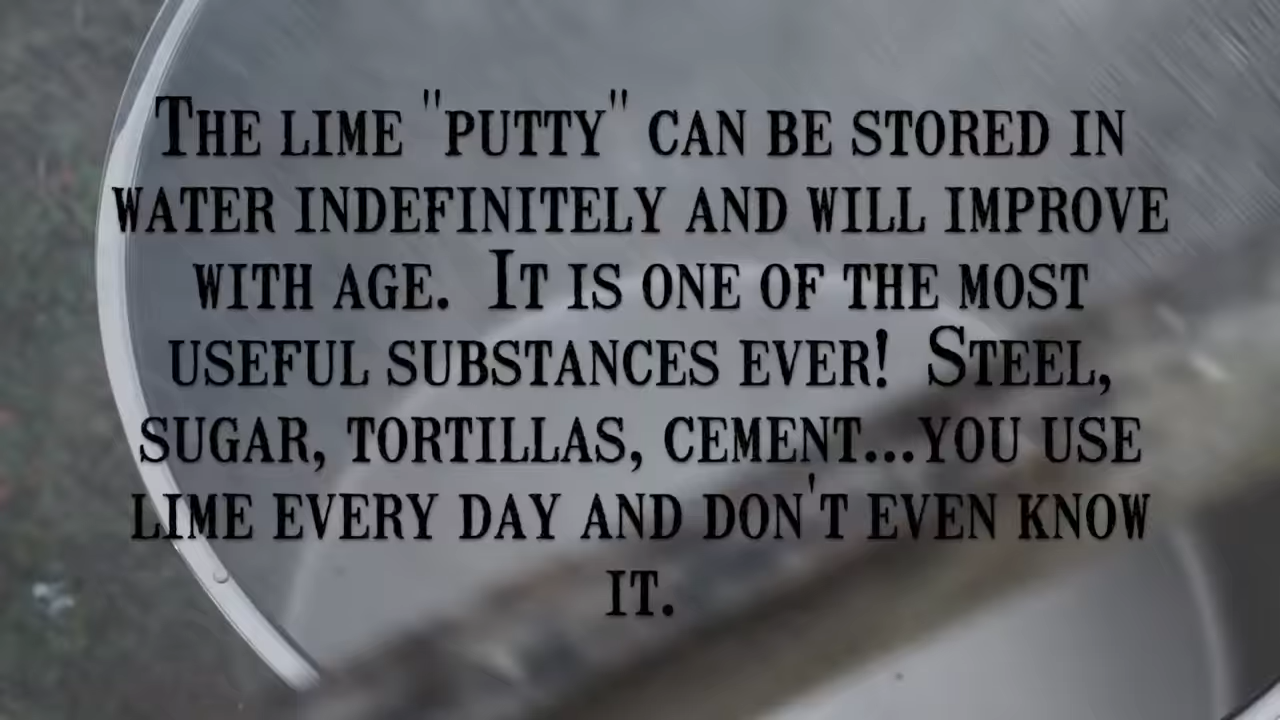 The lime "putty" can be stored in
water indefinitely and will improve
with age. It is one of the most
useful substances ever! Steel,
sugar, tortillas, cement...you use
lime every day and don't even know
it.